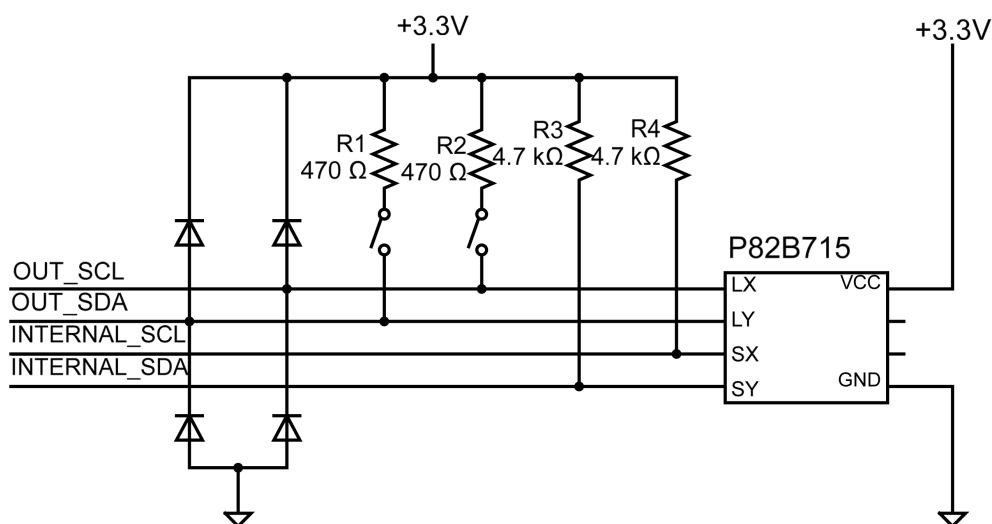 +3.3V
+3.3V
R1
470 Ω
R2
470 Ω
R3
4.7 kΩ
R4
4.7 kΩ
P82B715
OUT_SCL
LX
VCC
OUT_SDA
LY
INTERNAL_SCL
SX
INTERNAL_SDA
SY
GND